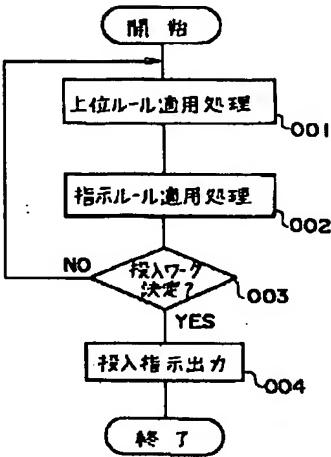 開始
上位ルール適用処理
001
指示ルール適用処理
002
NO
投入ワーク
決定?
003
YES
投入指示出力
004
終了